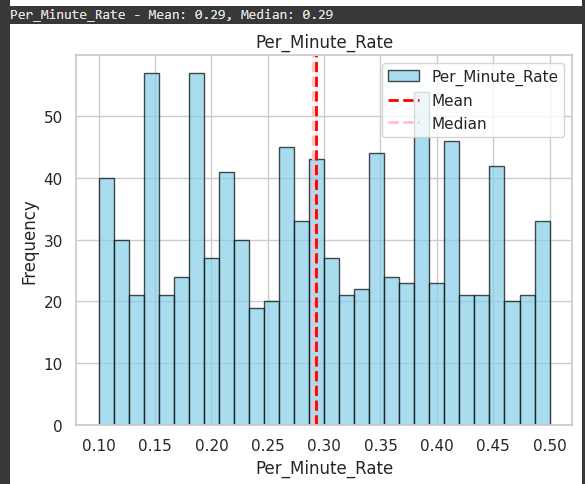 Per_Minute_Rate - Mean: 0.29, Median: 0.29
Per_Minute_Rate
Per_Minute_Rate
Mean
Median
Frequency
50
40
30
20
10
0
0.10 0.15 0.20 0.25 0.30 0.35 0.40 0.45 0.50
Per_Minute_Rate